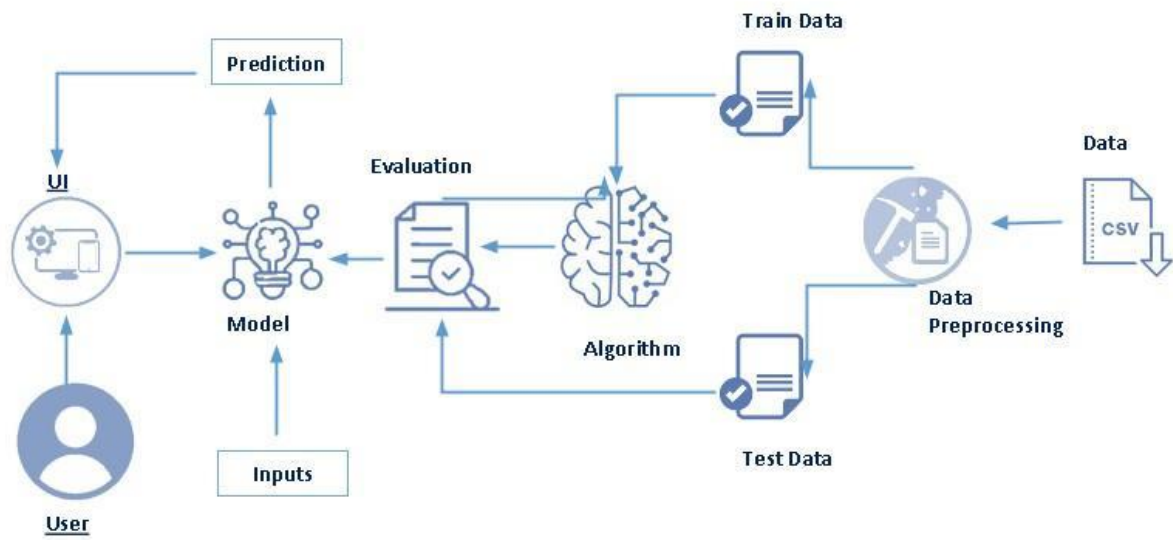 Train Data
Prediction
Data
Evaluation
UI
CSV
Data
Preprocessing
Model
Algorithm
Test Data
Inputs
User